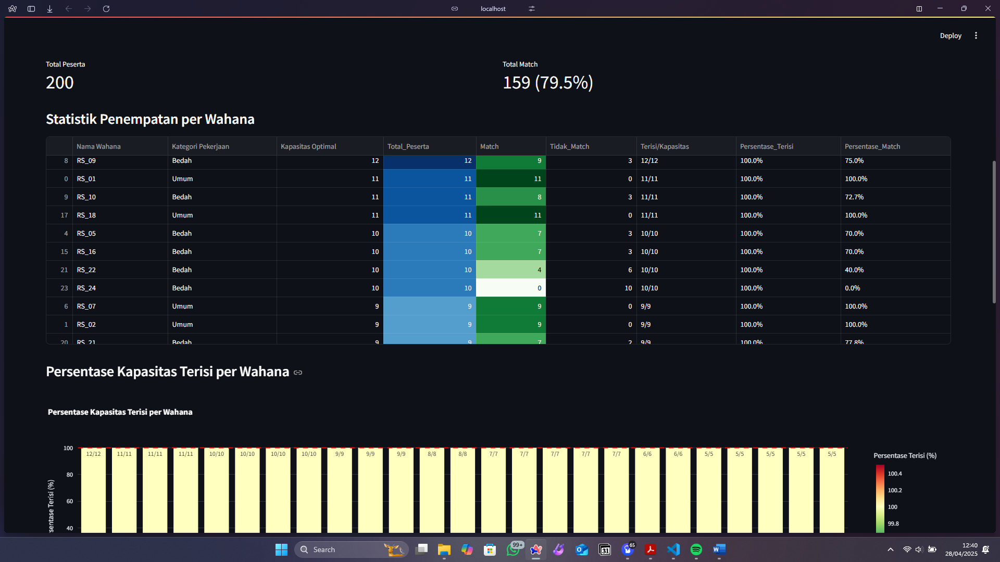 localhost
Deploy
Total Peserta
200
Total Match
159 (79.5%)
Statistik Penempatan per Wahana
Nama Wahana Kategori Pekerjaan Kapasitas Optimal Total_Peserta Match Tidak_Match Terisi/Kapasitas Persentase_Terisi Persentase_Match
8 RS_09 Bedah 12 12 9 3 12/12 100.0% 75.0%
0 RS_01 Umum 11 11 11 0 11/11 100.0% 100.0%
9 RS_10 Bedah 11 11 8 3 11/11 100.0% 72.7%
17 RS_18 Umum 11 11 11 0 11/11 100.0% 100.0%
4 RS_05 Bedah 10 10 7 3 10/10 100.0% 70.0%
15 RS_16 Bedah 10 10 7 3 10/10 100.0% 70.0%
21 RS_22 Bedah 10 10 4 6 10/10 100.0% 40.0%
23 RS_24 Bedah 10 10 0 10 10/10 100.0% 0.0%
6 RS_07 Umum 9 9 9 0 9/9 100.0% 100.0%
1 RS_02 Umum 9 9 9 0 9/9 100.0% 100.0%
20 RS_21 Bedah 9 9 7 2 9/9 100.0% 77.8%
Persentase Kapasitas Terisi per Wahana
Persentase Kapasitas Terisi per Wahana
100
80
60
40
sentase Terisi (%)
12/12 11/11 11/11 11/11 10/10 10/10 10/10 10/10 9/9 9/9 9/9 8/8 8/8 7/7 7/7 7/7 7/7 7/7 6/6 6/6 5/5 5/5 5/5 5/5 5/5
Persentase Terisi (%)
100.4
100.2
100
99.8
Search
99+
31
65
12:40
28/04/2025